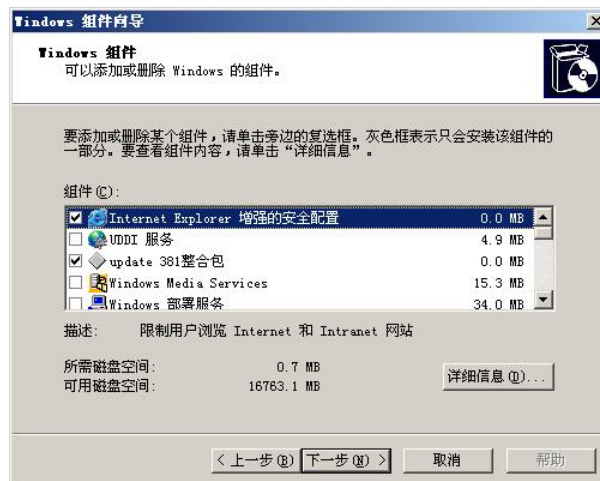 Windows 组件向导
Windows 组件
可以添加或删除 Windows 的组件。
要添加或删除某个组件，请单击旁边的复选框。灰色框表示只会安装该组件的
一部分。要查看组件内容，请单击“详细信息”。
组件(C):
Internet Explorer 增强的安全配置 0.0 MB
UDDI 服务 4.9 MB
update 381整合包 0.0 MB
Windows Media Services 15.3 MB
Windows 部署服务 34.0 MB
描述: 限制用户浏览 Internet 和 Intranet 网站
所需磁盘空间: 0.7 MB
可用磁盘空间: 16763.1 MB
详细信息(D)...
< 上一步(B) 下一步(N) > 取消 帮助